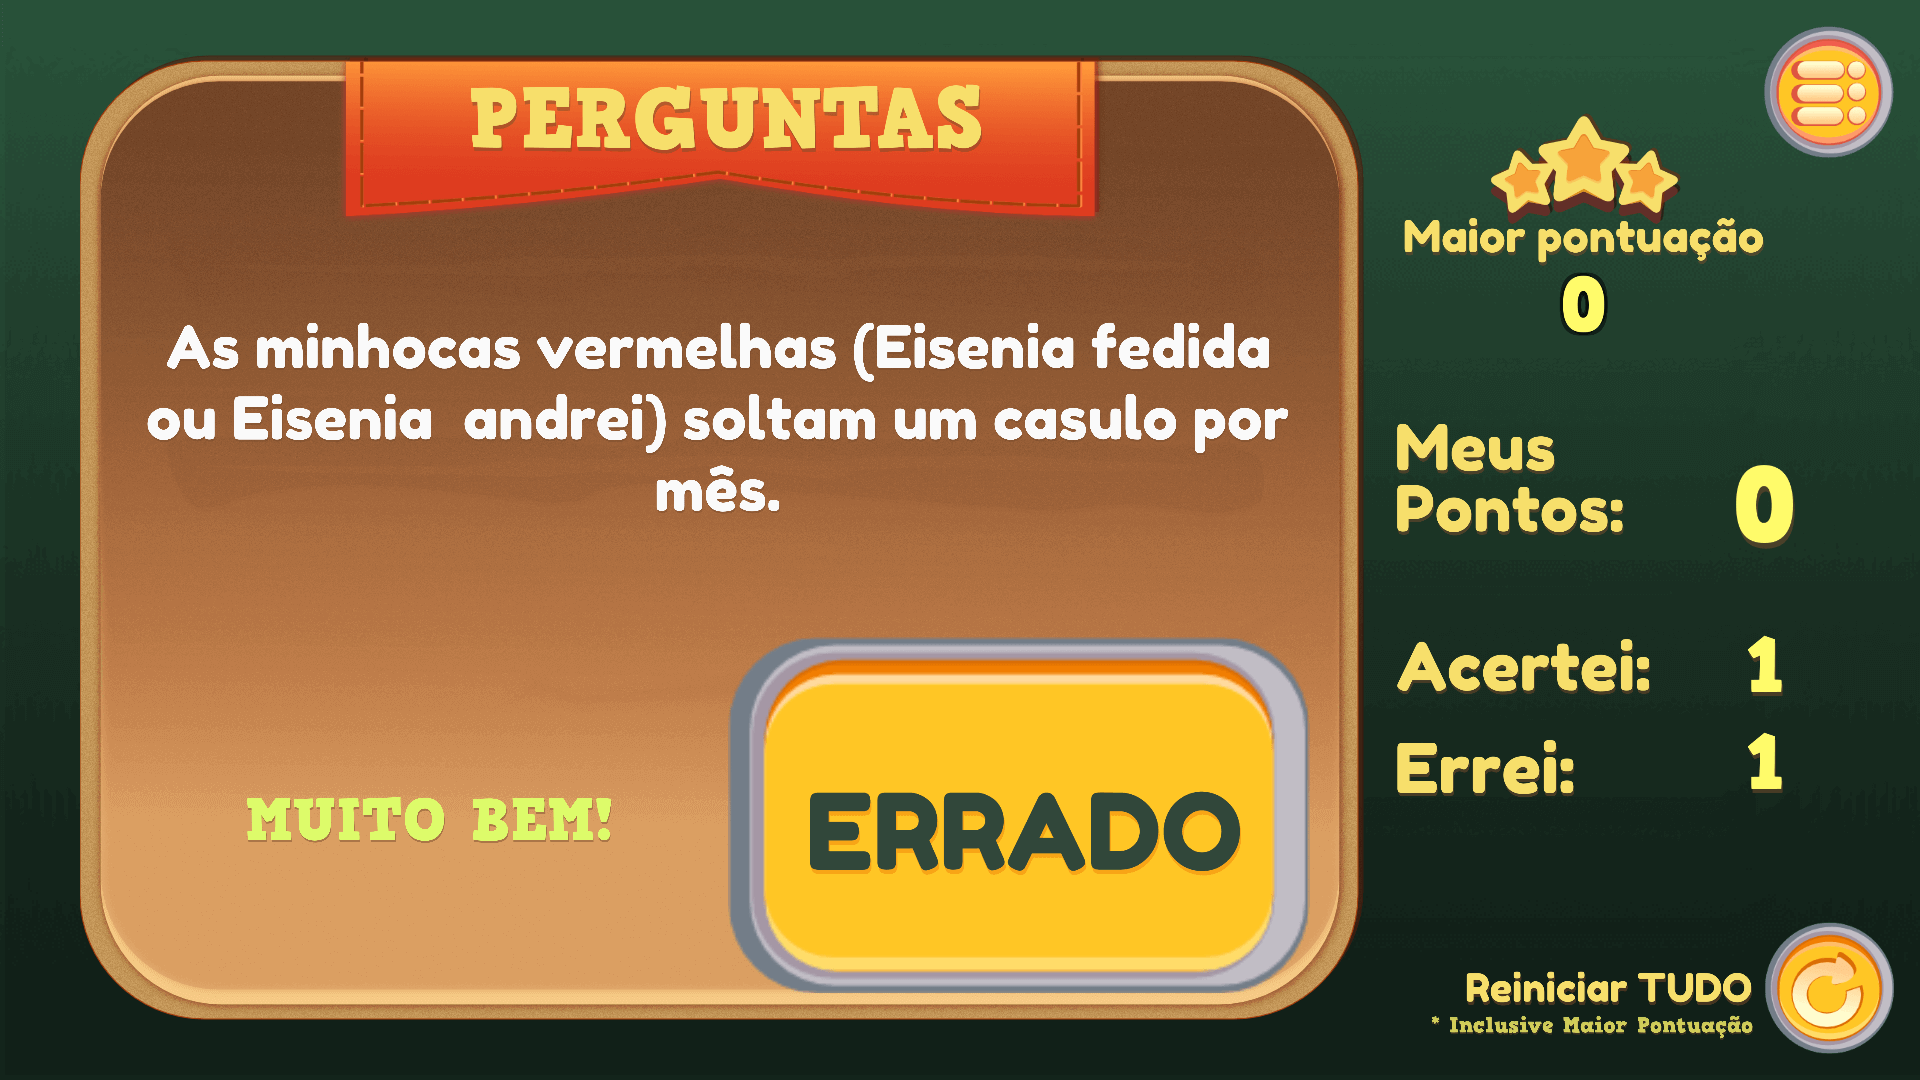 PERGUNTAS
As minhocas vermelhas (Eisenia fedida
ou Eisenia  andrei) soltam um casulo por
mês.
MUITO BEM!
ERRADO
Maior pontuação
0
Meus
Pontos:
0
Acertei: 1
Errei: 1
Reiniciar TUDO
* Inclusive Maior Pontuação